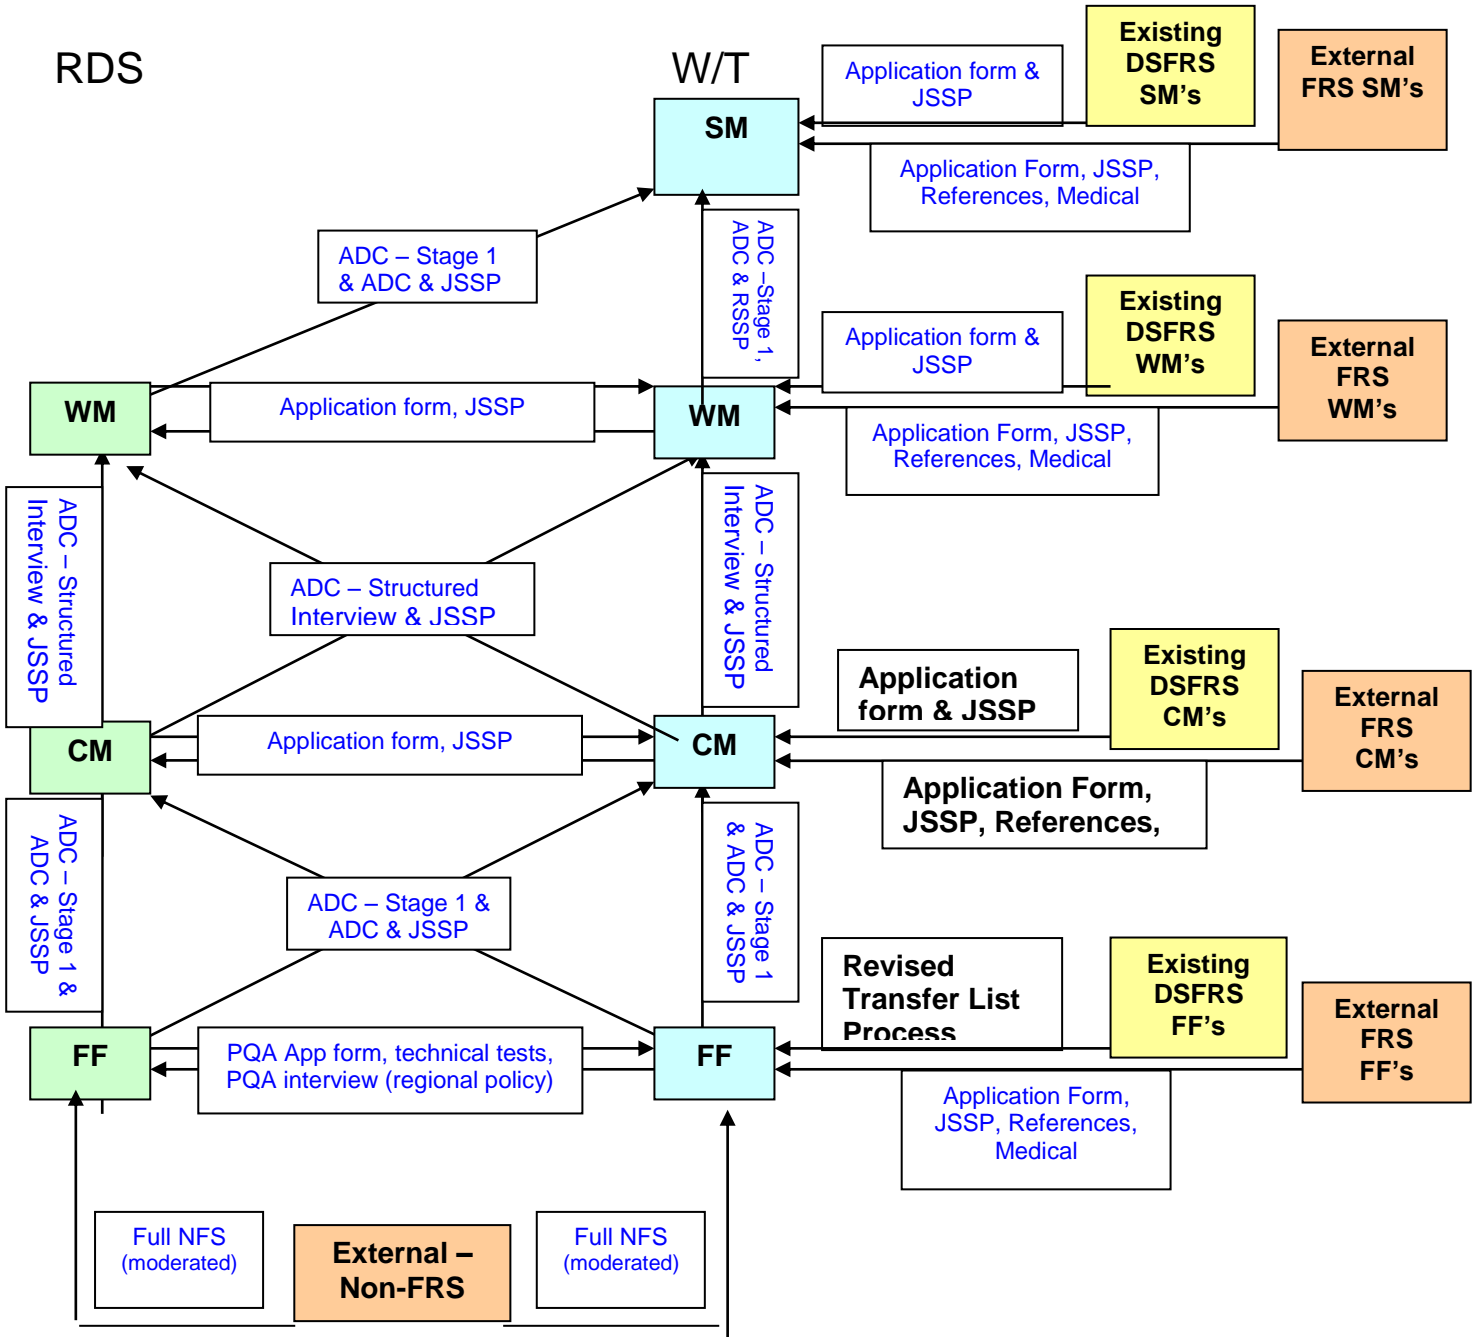 RDS
W/T
Existing
DSFRS
SM's
External
FRS SM's
Application form &
JSSP
SM
Application Form, JSSP,
References, Medical
ADC – Stage 1
& ADC & JSSP
ADC –Stage 1,
ADC & RSSP
Existing
DSFRS
WM's
External
FRS
WM's
Application form &
JSSP
WM
Application form, JSSP
WM
Application Form, JSSP,
References, Medical
ADC – Structured
Interview & JSSP
ADC – Structured
Interview & JSSP
ADC – Structured
Interview & JSSP
Existing
DSFRS
CM's
External
FRS
CM's
Application
form & JSSP
CM
Application form, JSSP
CM
Application Form,
JSSP, References,
ADC – Stage 1 &
ADC & JSSP
ADC – Stage 1 &
ADC & JSSP
ADC – Stage 1
& ADC & JSSP
Revised
Transfer List
Process
Existing
DSFRS
FF's
External
FRS
FF's
FF
PQA App form, technical tests,
PQA interview (regional policy)
FF
Application Form,
JSSP, References,
Medical
Full NFS
(moderated)
External –
Non-FRS
Full NFS
(moderated)